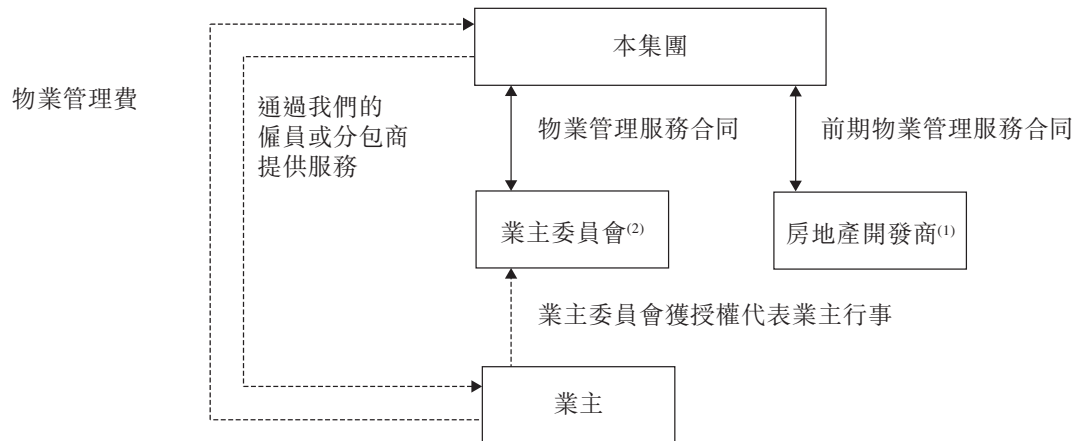 本集團
物業管理費
通過我們的
僱員或分包商
提供服務
物業管理服務合同
前期物業管理服務合同
業主委員會(2)
房地產開發商(1)
業主委員會獲授權代表業主行事
業主